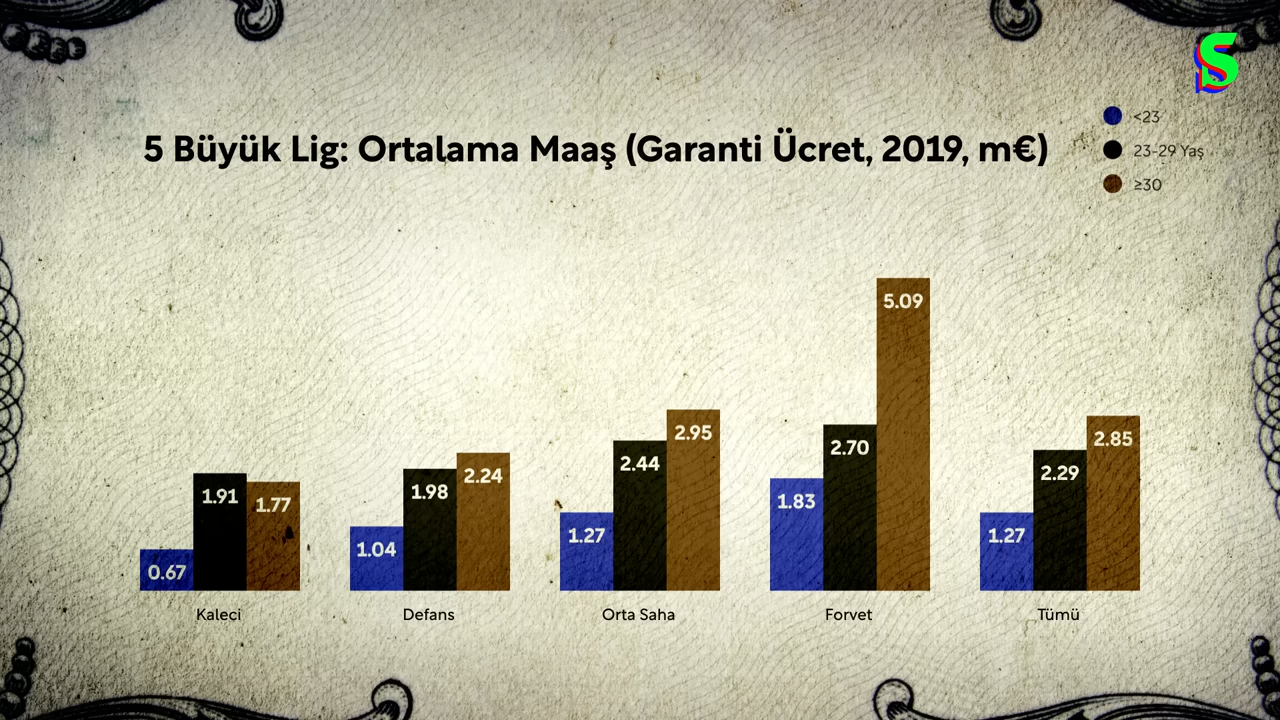 S
5 Büyük Lig: Ortalama Maaş (Garanti Ücret, 2019, m€)
<23
23-29 Yaş
≥30
0.67 1.91 1.77
1.04 1.98 2.24
1.27 2.44 2.95
1.83 2.70 5.09
1.27 2.29 2.85
Kaleci Defans Orta Saha Forvet Tümü